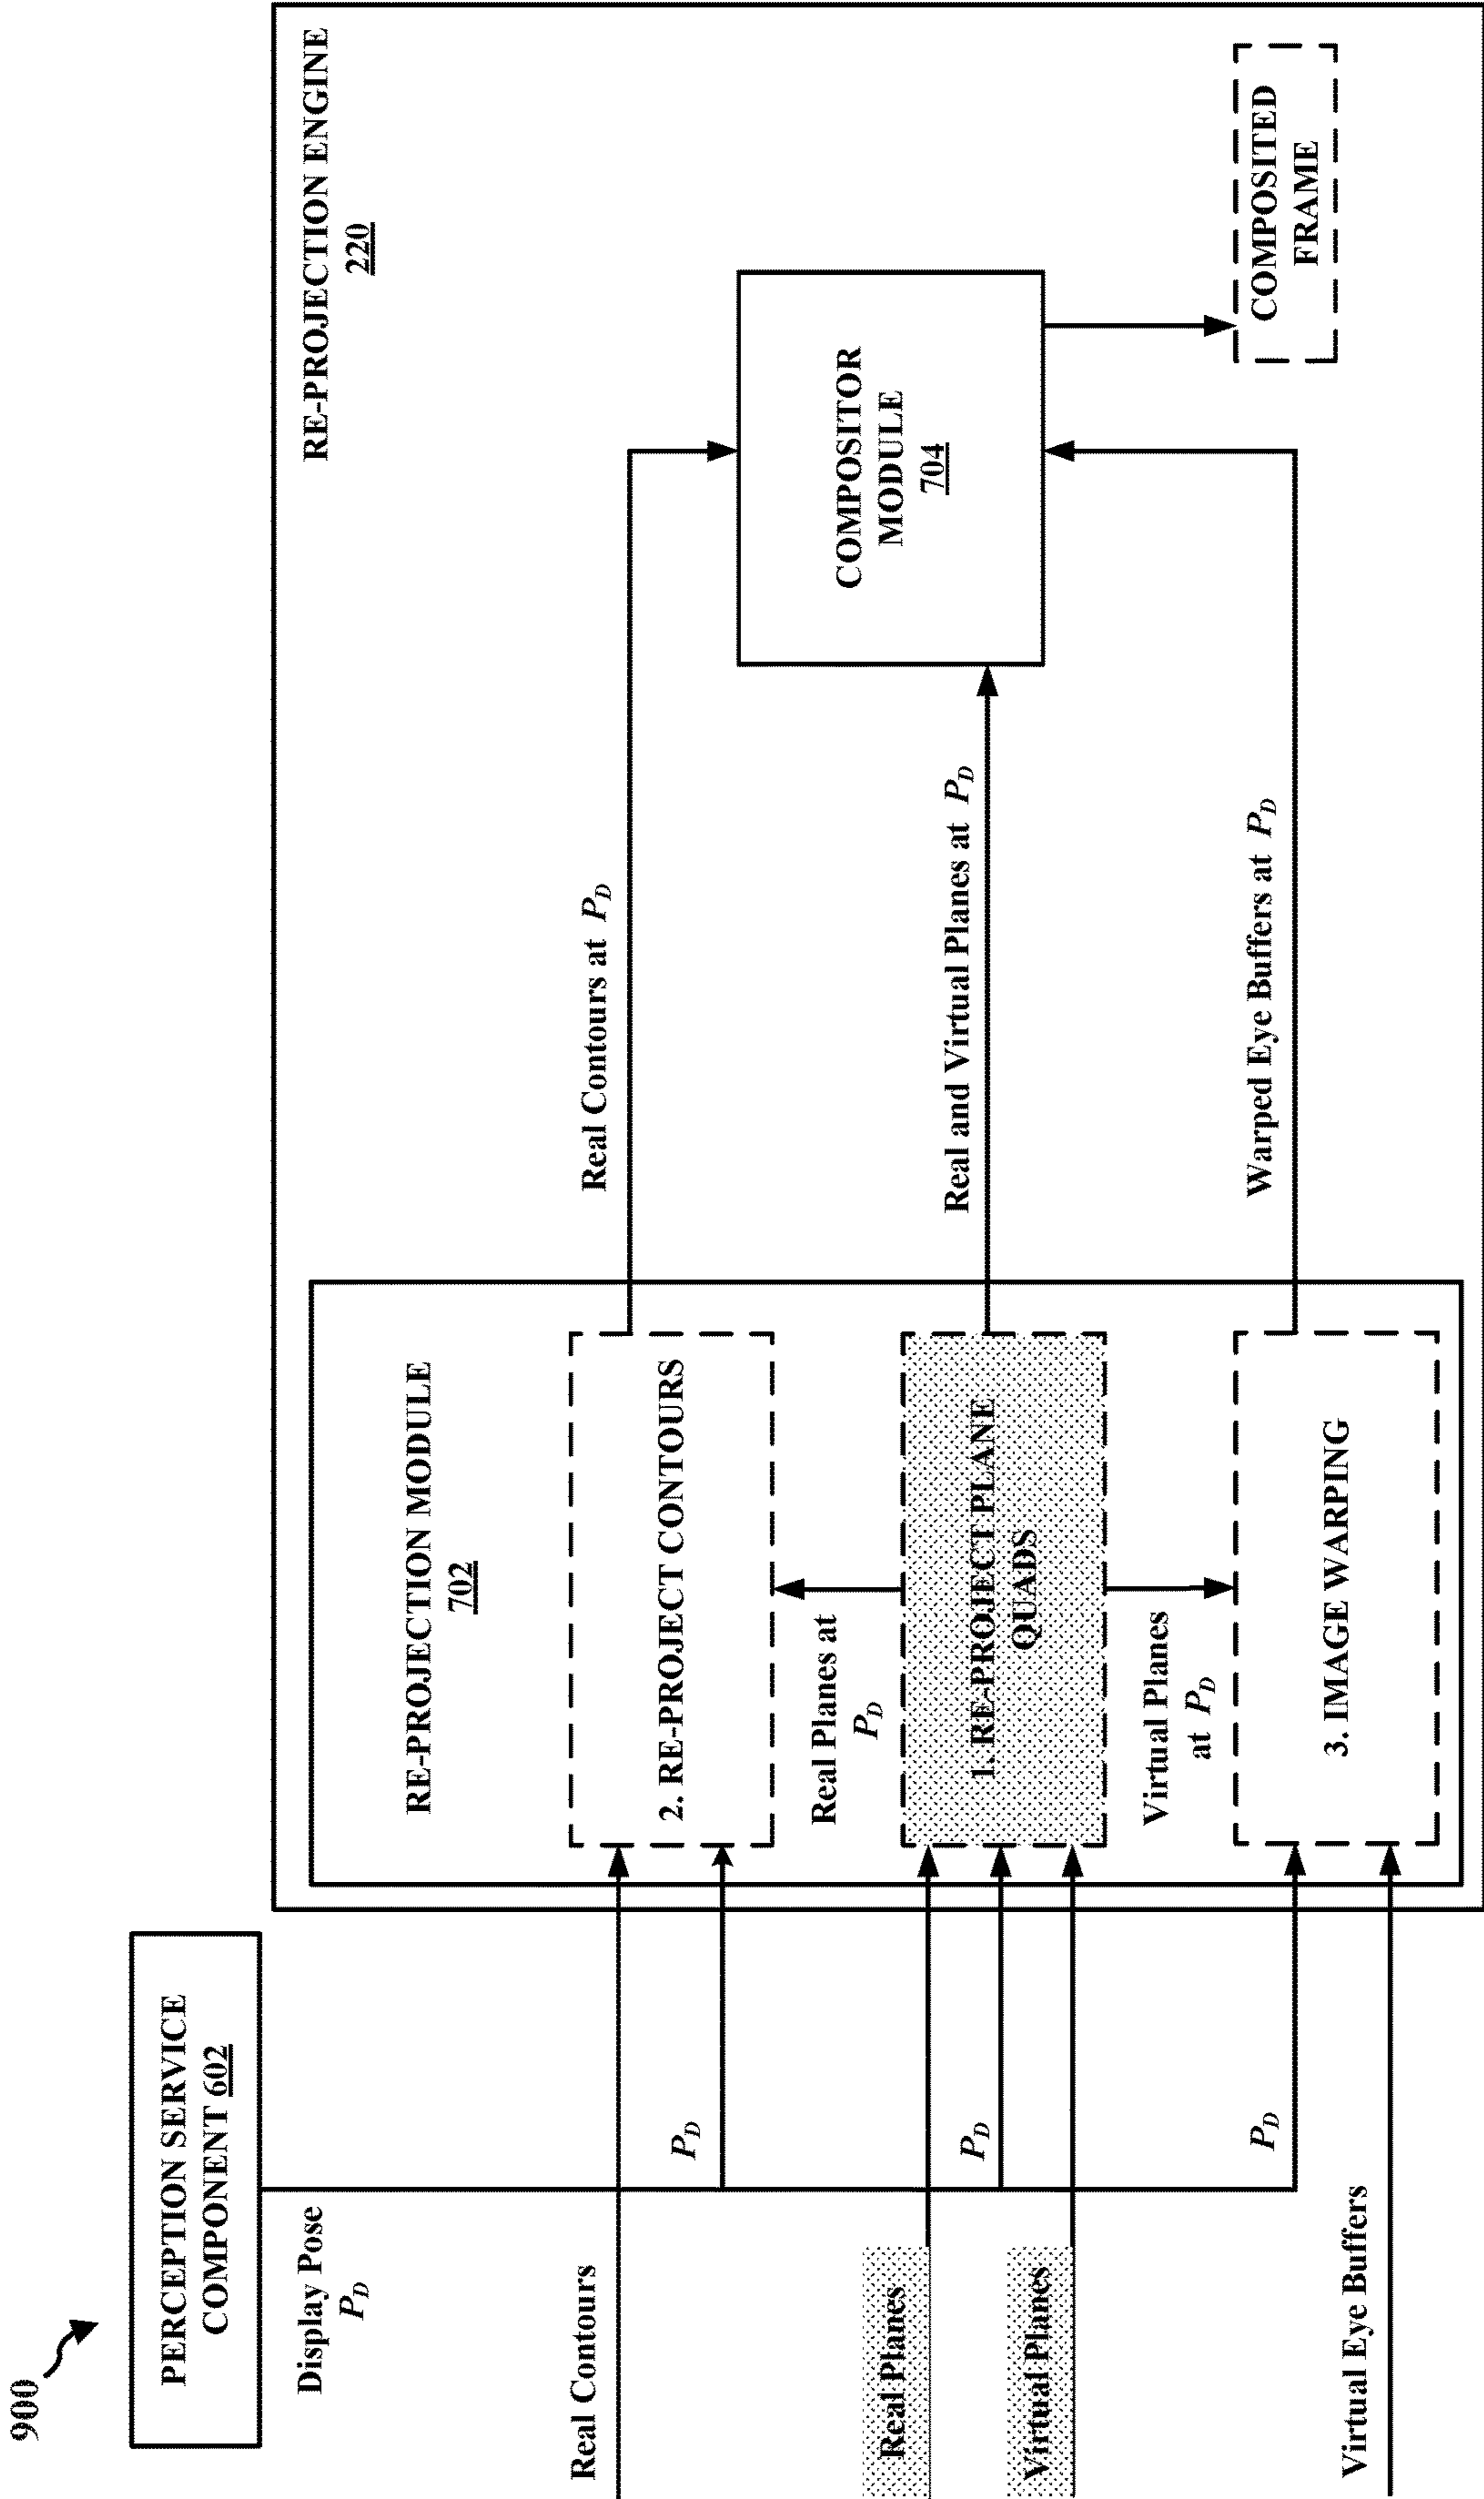 900
PERCEPTION SERVICE
COMPONENT 602
Display Pose
P_D
Real Contours
P_D
Real Planes
P_D
Virtual Planes
P_D
Virtual Eye Buffers
RE-PROJECTION ENGINE
220
RE-PROJECTION MODULE
702
2. RE-PROJECT CONTOURS
Real Planes at
P_D
1. RE-PROJECT PLANE
QUADS
Virtual Planes
at P_D
3. IMAGE WARPING
Real Contours at P_D
Real and Virtual Planes at P_D
Warped Eye Buffers at P_D
COMPOSITOR
MODULE
704
COMPOSITED
FRAME